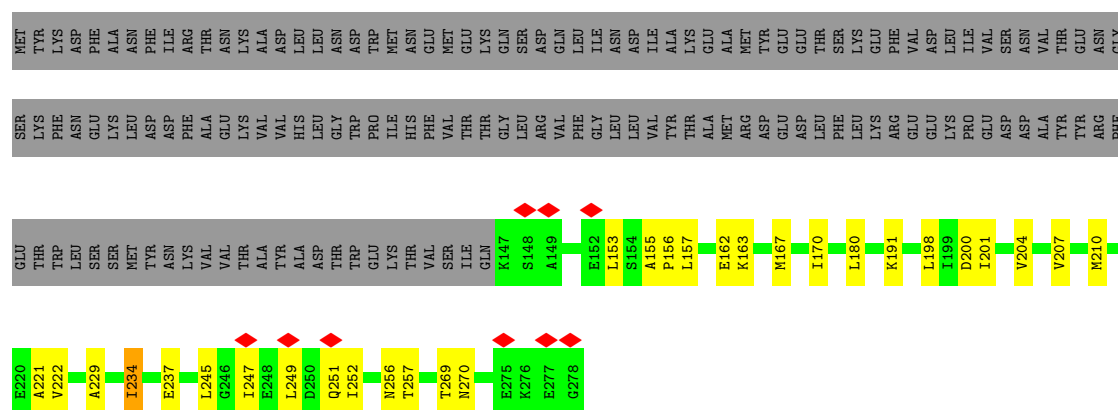 MET TYR LYS ASP PHE ALA ASN PHE ILE ARG THR ASN LYS ALA ASP LEU LEU ASN ASP TRP MET ASN GLU MET GLU LYS GLN SER ASP GLN LEU ILE ASN ASP ILE ALA LYS GLU ALA MET TYR GLU GLU THR SER LYS GLU PHE VAL ASP LEU ILE VAL SER ASN VAL THR GLU ASN GLY
SER LYS PHE ASN GLU LYS LEU ASP ASP PHE ALA GLU LYS VAL VAL HIS LEU GLY TRP PRO ILE HIS PHE VAL THR THR GLY LEU ARG VAL PHE GLY LEU LEU VAL TYR THR ALA MET ARG ASP GLU ASP LEU PHE LEU LYS ARG GLU GLU LYS PRO GLU ASP ASP ALA TYR TYR ARG PHE
GLU THR TRP LEU SER SER MET TYR ASN LYS VAL VAL THR ALA TYR ALA ASP THR TRP GLU LYS THR VAL SER ILE GLN K147 S148 A149 E152 L153 S154 A155 P156 L157 E162 K163 M167 I170 L180 K191 L198 I199 D200 I201 V204 V207 M210
E220 A221 V222 A229 I234 E237 L245 G246 I247 E248 L249 D250 Q251 I252 N256 T257 T269 N270 E275 K276 E277 G278